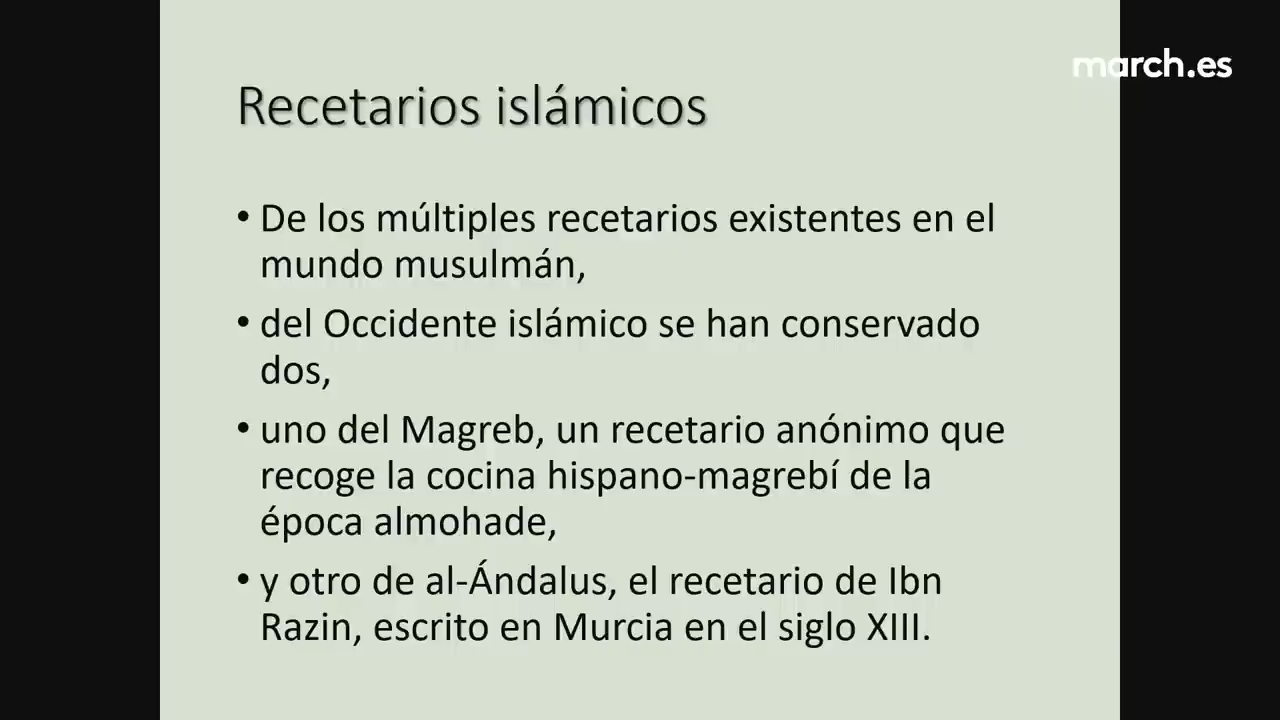 march.es
Recetarios islámicos
• De los múltiples recetarios existentes en el
mundo musulmán,
• del Occidente islámico se han conservado
dos,
• uno del Magreb, un recetario anónimo que
recoge la cocina hispano-magrebí de la
época almohade,
• y otro de al-Ándalus, el recetario de Ibn
Razin, escrito en Murcia en el siglo XIII.